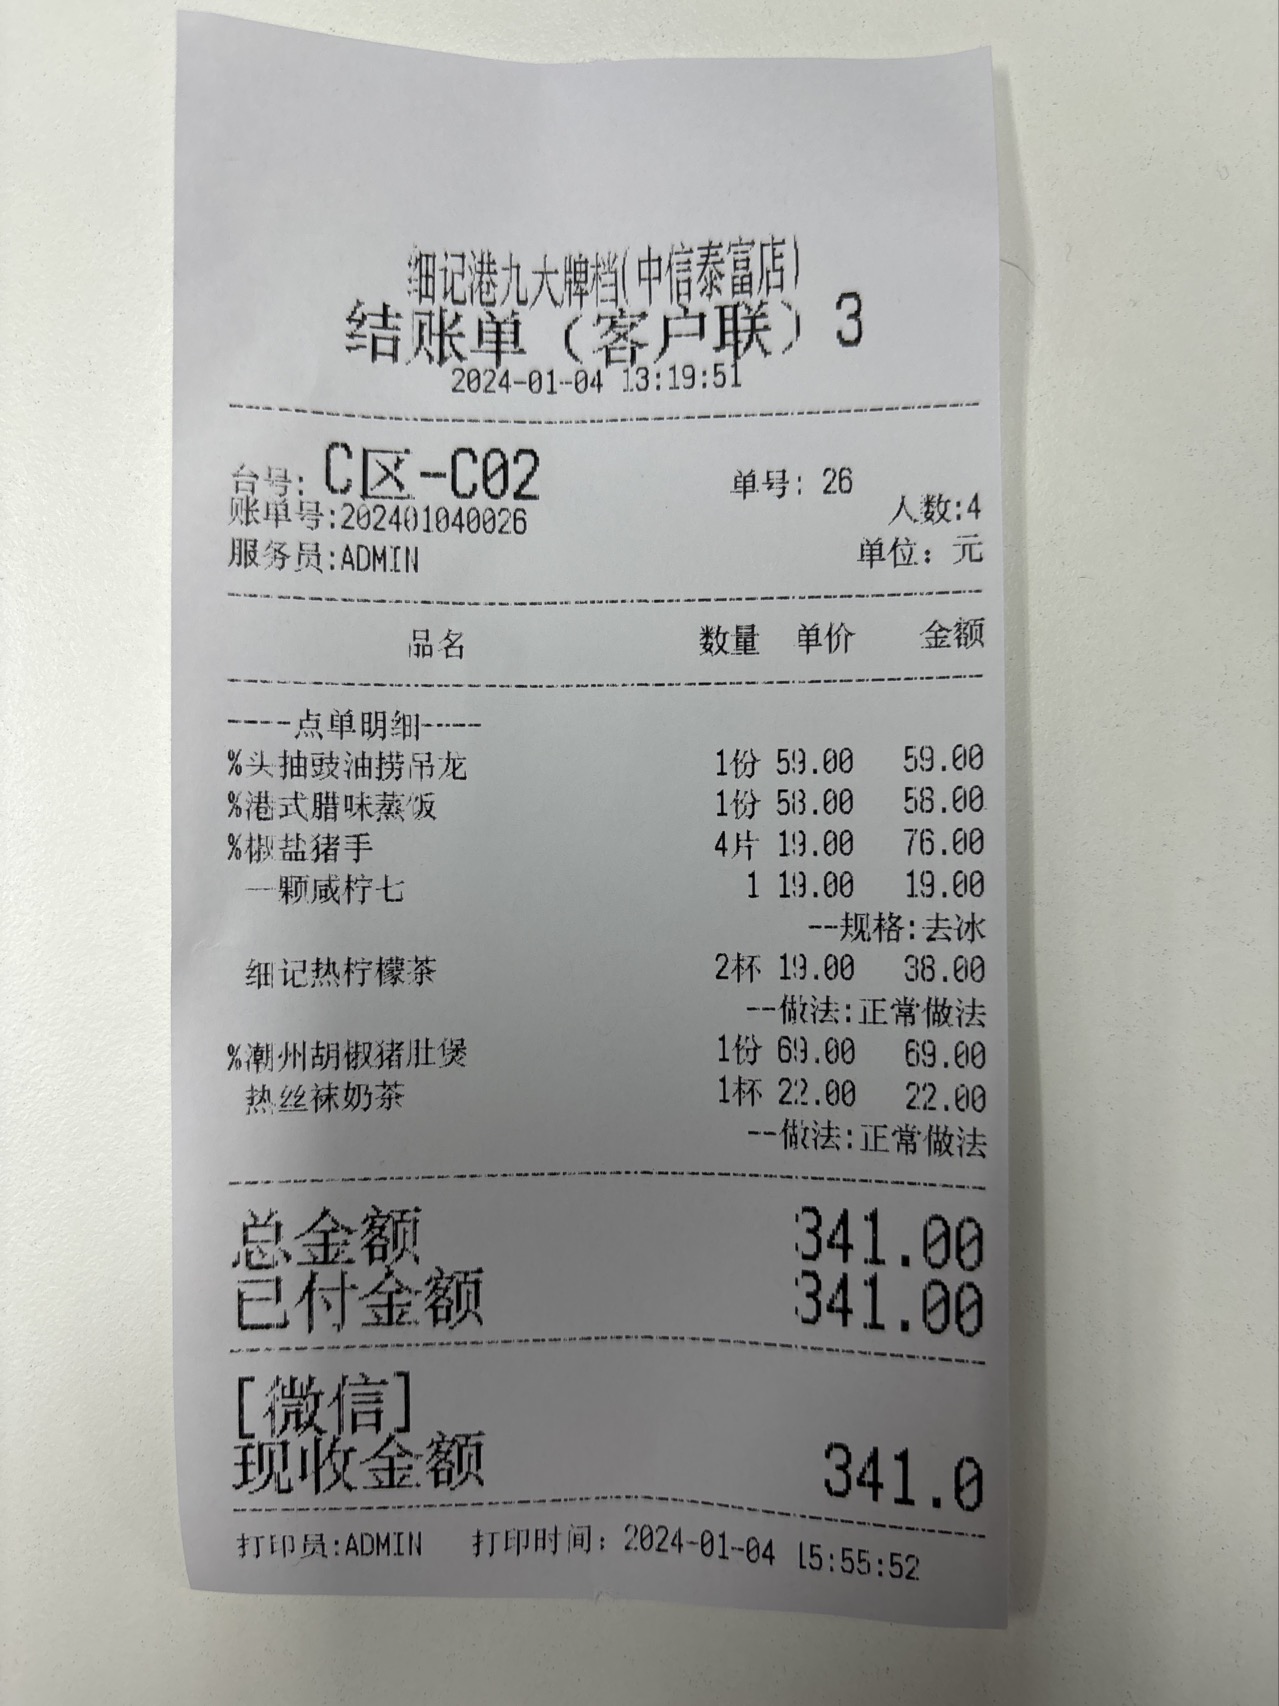 细记港九大牌档(中信泰富店)
结账单（客户联）3
2024-01-04 13:19:51
台号: C区-C02 单号: 26
账单号:202401040026 人数:4
服务员:ADMIN 单位: 元
品名 数量 单价 金额
----点单明细----
%头抽豉油捞吊龙 1份 59.00 59.00
%港式腊味蒸饭 1份 58.00 58.00
%椒盐猪手 4片 19.00 76.00
一颗咸柠七 1 19.00 19.00
--规格:去冰
细记热柠檬茶 2杯 19.00 38.00
--做法:正常做法
%潮州胡椒猪肚煲 1份 69.00 69.00
热丝袜奶茶 1杯 22.00 22.00
--做法:正常做法
总金额 341.00
已付金额 341.00
[微信]
现收金额 341.0
打印员:ADMIN 打印时间: 2024-01-04 15:55:52